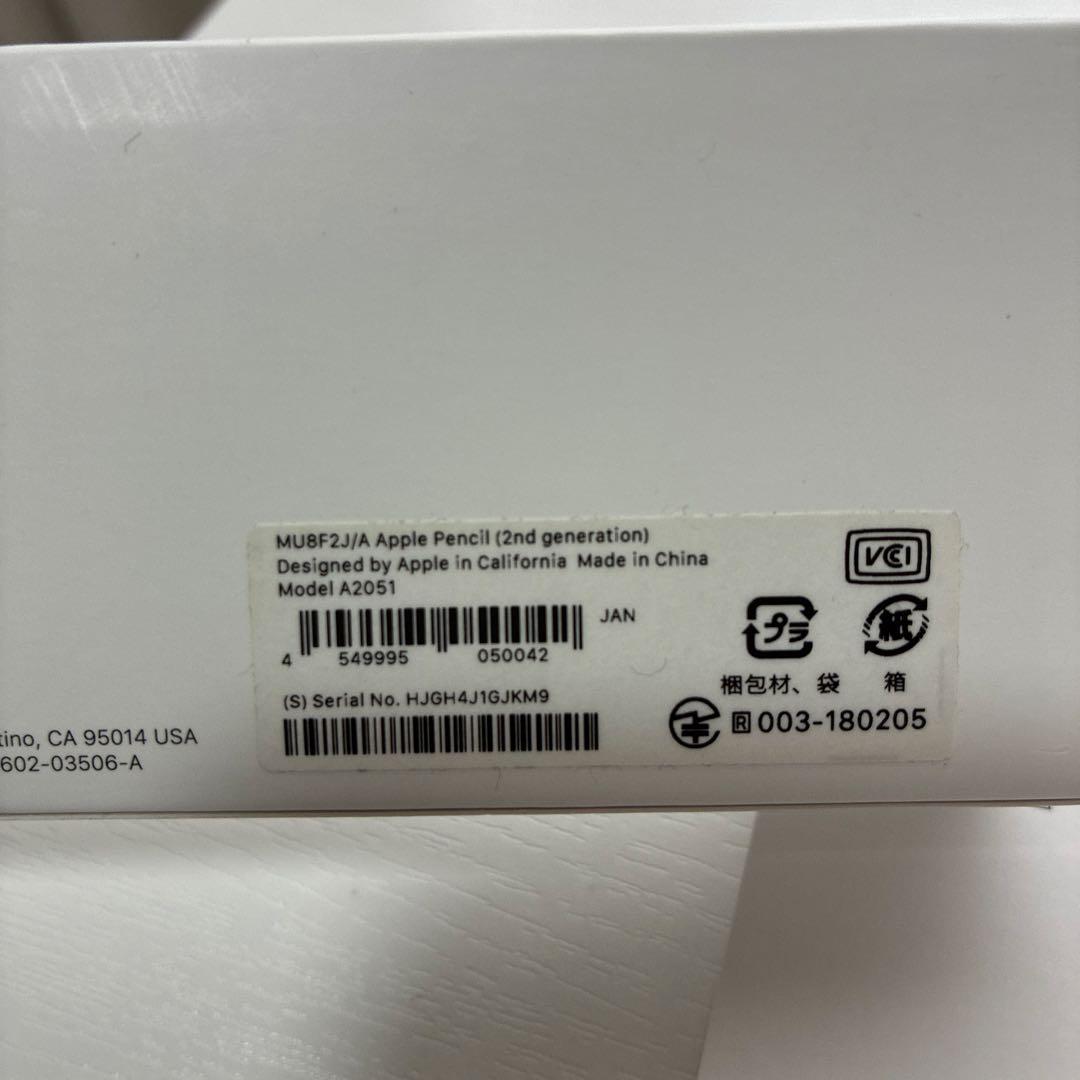 MU8F2J/A Apple Pencil (2nd generation)
Designed by Apple in California Made in China
Model A2051
JAN
4 549995 050042
(S) Serial No. HJGH4J1GJKM9
VCI
プラ
紙
梱包材、袋 箱
R 003-180205
tino, CA 95014 USA
602-03506-A